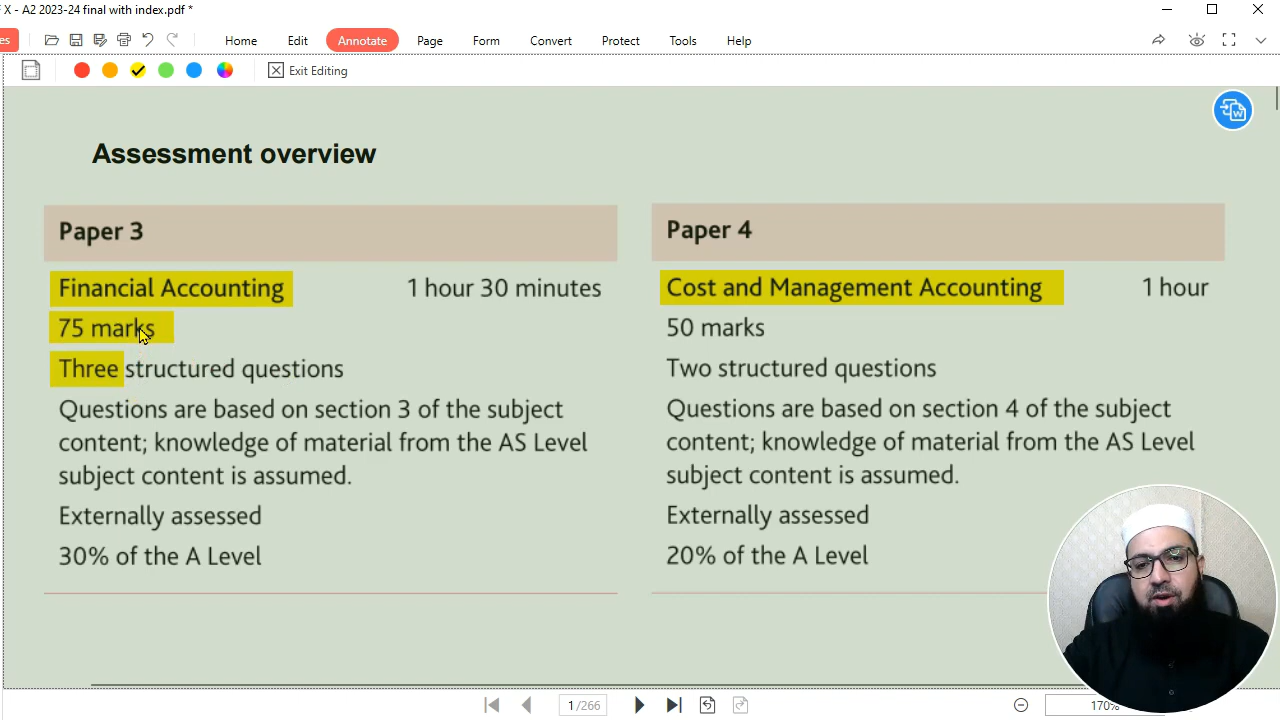 F X - A2 2023-24 final with index.pdf *
es
Home Edit Annotate Page Form Convert Protect Tools Help
Exit Editing
W
Assessment overview
Paper 3
Financial Accounting 1 hour 30 minutes
75 marks
Three structured questions
Questions are based on section 3 of the subject
content; knowledge of material from the AS Level
subject content is assumed.
Externally assessed
30% of the A Level
Paper 4
Cost and Management Accounting 1 hour
50 marks
Two structured questions
Questions are based on section 4 of the subject
content; knowledge of material from the AS Level
subject content is assumed.
Externally assessed
20% of the A Level
1 /266
170%